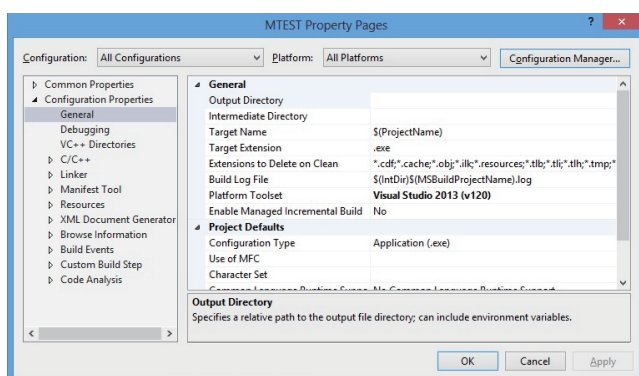 MTEST Property Pages
? ×
Configuration: All Configurations Platform: All Platforms Configuration Manager...
Common Properties
Configuration Properties
General
Debugging
VC++ Directories
C/C++
Linker
Manifest Tool
Resources
XML Document Generator
Browse Information
Build Events
Custom Build Step
Code Analysis
General
Output Directory
Intermediate Directory
Target Name $(ProjectName)
Target Extension .exe
Extensions to Delete on Clean *.cdf;*.cache;*.obj;*.ilk;*.resources;*.tlb;*.tli;*.tlh;*.tmp;*
Build Log File $(IntDir)$(MSBuildProjectName).log
Platform Toolset Visual Studio 2013 (v120)
Enable Managed Incremental Build No
Project Defaults
Configuration Type Application (.exe)
Use of MFC
Character Set
Common Language Runtime Suppo No Common Language Runtime Support
Output Directory
Specifies a relative path to the output file directory; can include environment variables.
OK Cancel Apply